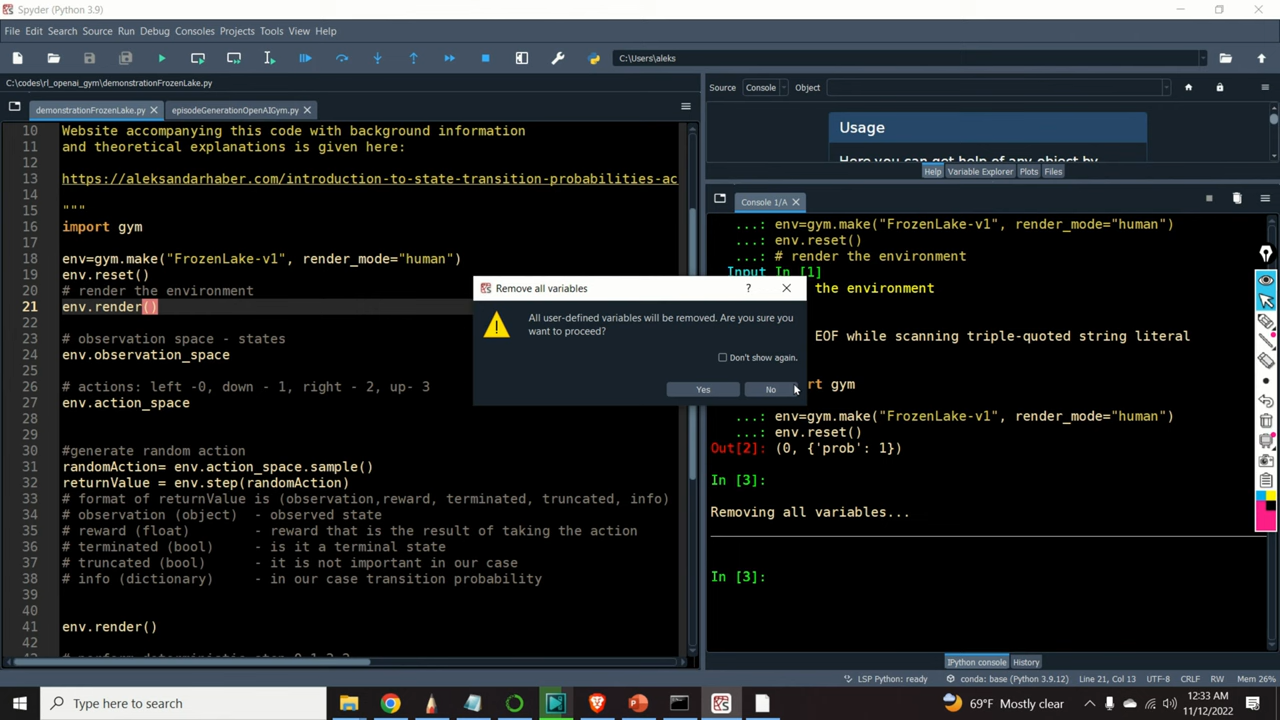 Spyder (Python 3.9)
File Edit Search Source Run Debug Consoles Projects Tools View Help
C:\Users\aleks
C:\codes\rl_openai_gym\demonstrationFrozenLake.py
demonstrationFrozenLake.py episodeGenerationOpenAIGym.py
10 Website accompanying this code with background information
11 and theoretical explanations is given here:
12
13 https://aleksandarhaber.com/introduction-to-state-transition-probabilities-ac
14
15 """
16 import gym
17
18 env=gym.make("FrozenLake-v1", render_mode="human")
19 env.reset()
20 # render the environment
21 env.render()
22
23 # observation space - states
24 env.observation_space
25
26 # actions: left -0, down - 1, right - 2, up- 3
27 env.action_space
28
29
30 #generate random action
31 randomAction= env.action_space.sample()
32 returnValue = env.step(randomAction)
33 # format of returnValue is (observation,reward, terminated, truncated, info)
34 # observation (object) - observed state
35 # reward (float) - reward that is the result of taking the action
36 # terminated (bool) - is it a terminal state
37 # truncated (bool) - it is not important in our case
38 # info (dictionary) - in our case transition probability
39
40
41 env.render()
42
Source Console Object
Usage
Here you can get help of any object by
Help Variable Explorer Plots Files
Console 1/A
...: env=gym.make("FrozenLake-v1", render_mode="human")
...: env.reset()
...: # render the environment
Input In [1]
the environment
EOF while scanning triple-quoted string literal
rt gym
...: env=gym.make("FrozenLake-v1", render_mode="human")
...: env.reset()
Out[2]: (0, {'prob': 1})
In [3]:
Removing all variables...
In [3]:
Remove all variables
?
All user-defined variables will be removed. Are you sure you
want to proceed?
Don't show again.
Yes No
IPython console History
LSP Python: ready conda: base (Python 3.9.12) Line 21, Col 13 UTF-8 CRLF RW Mem 26%
Type here to search
69°F Mostly clear
12:33 AM
11/12/2022